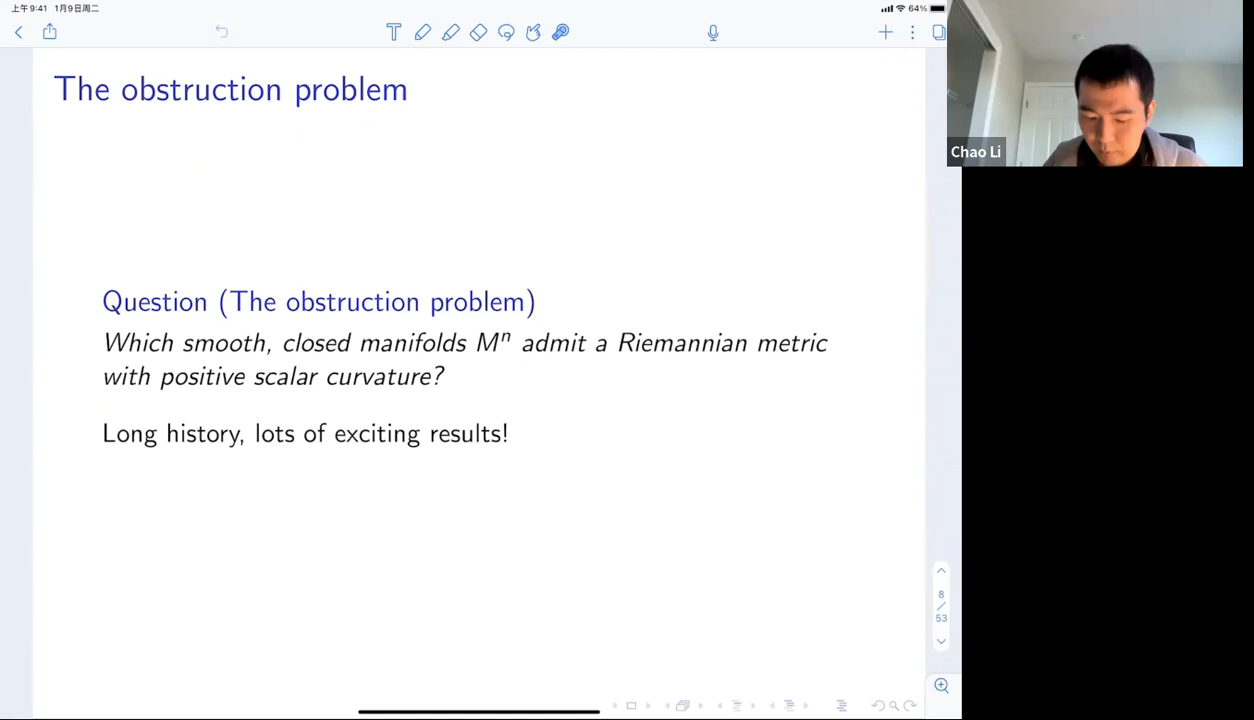 上午9:41 1月9日周二
64%
The obstruction problem
Question (The obstruction problem)
Which smooth, closed manifolds Mⁿ admit a Riemannian metric
with positive scalar curvature?
Long history, lots of exciting results!
8
/
53
Chao Li